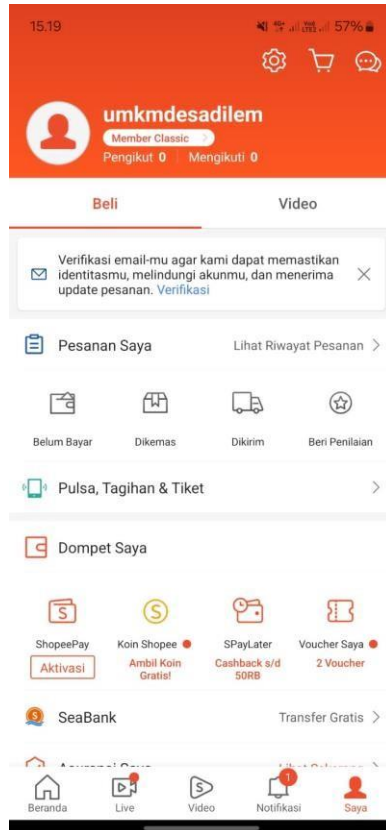 15.19 57%
umkmdesadilem
Member Classic >
Pengikut 0 Mengikuti 0
Beli Video
Verifikasi email-mu agar kami dapat memastikan
identitasmu, melindungi akunmu, dan menerima
update pesanan. Verifikasi
Pesanan Saya Lihat Riwayat Pesanan >
Belum Bayar Dikemas Dikirim Beri Penilaian
Pulsa, Tagihan & Tiket >
Dompet Saya
ShopeePay Koin Shopee SPayLater Voucher Saya
Aktivasi Ambil Koin Gratis! Cashback s/d 50RB 2 Voucher
SeaBank Transfer Gratis >
1
Beranda Live Video Notifikasi Saya